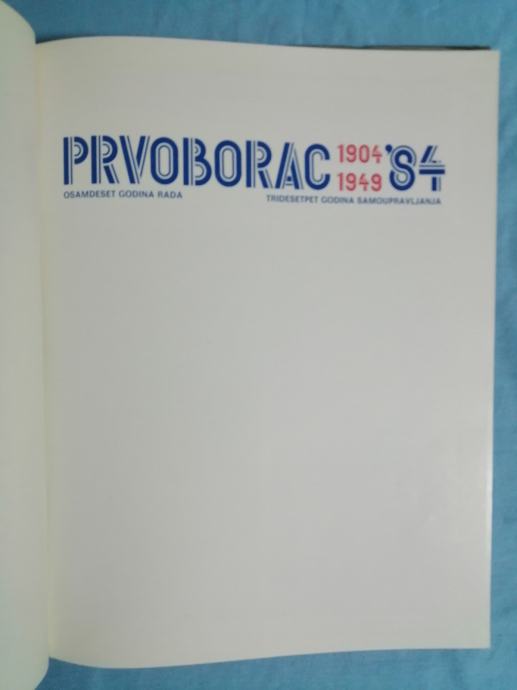 PRVOBORAC 1904 '84
1949
OSAMDESET GODINA RADA
TRIDESETPET GODINA SAMOUPRAVLJANJA